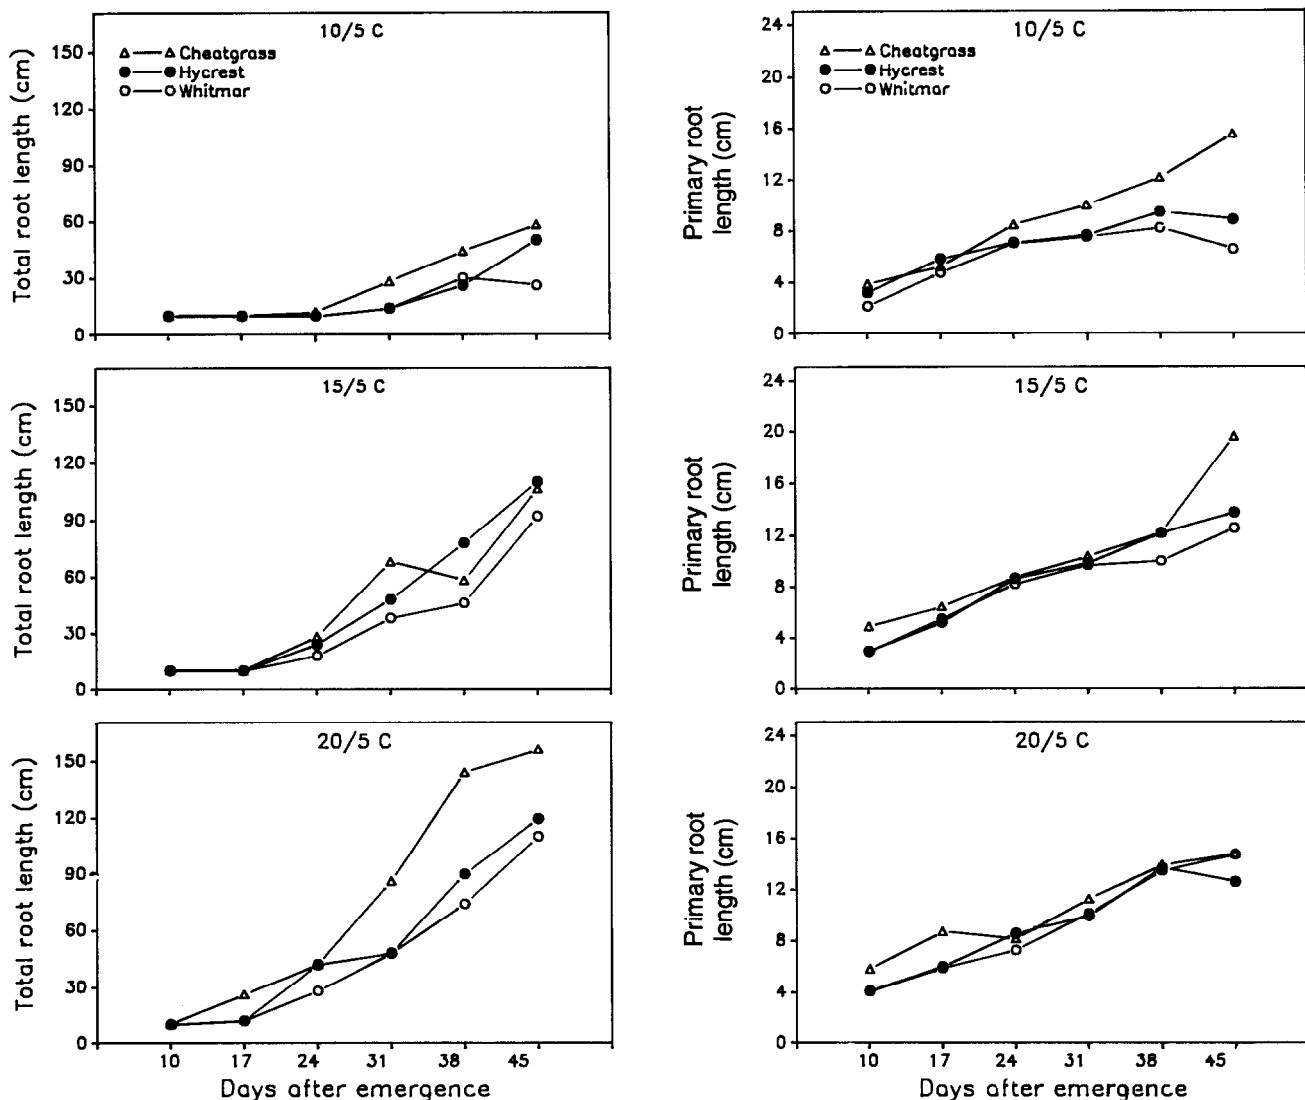 10/5 C
Cheatgrass
Hycrest
Whitmar
Total root length (cm)
150
120
90
60
30
0
10/5 C
Cheatgrass
Hycrest
Whitmar
Primary root
length (cm)
24
20
16
12
8
4
0
15/5 C
Total root length (cm)
150
120
90
60
30
0
15/5 C
Primary root
length (cm)
24
20
16
12
8
4
0
20/5 C
Total root length (cm)
150
120
90
60
30
0
10 17 24 31 38 45
Days after emergence
20/5 C
Primary root
length (cm)
24
20
16
12
8
4
0
10 17 24 31 38 45
Days after emergence